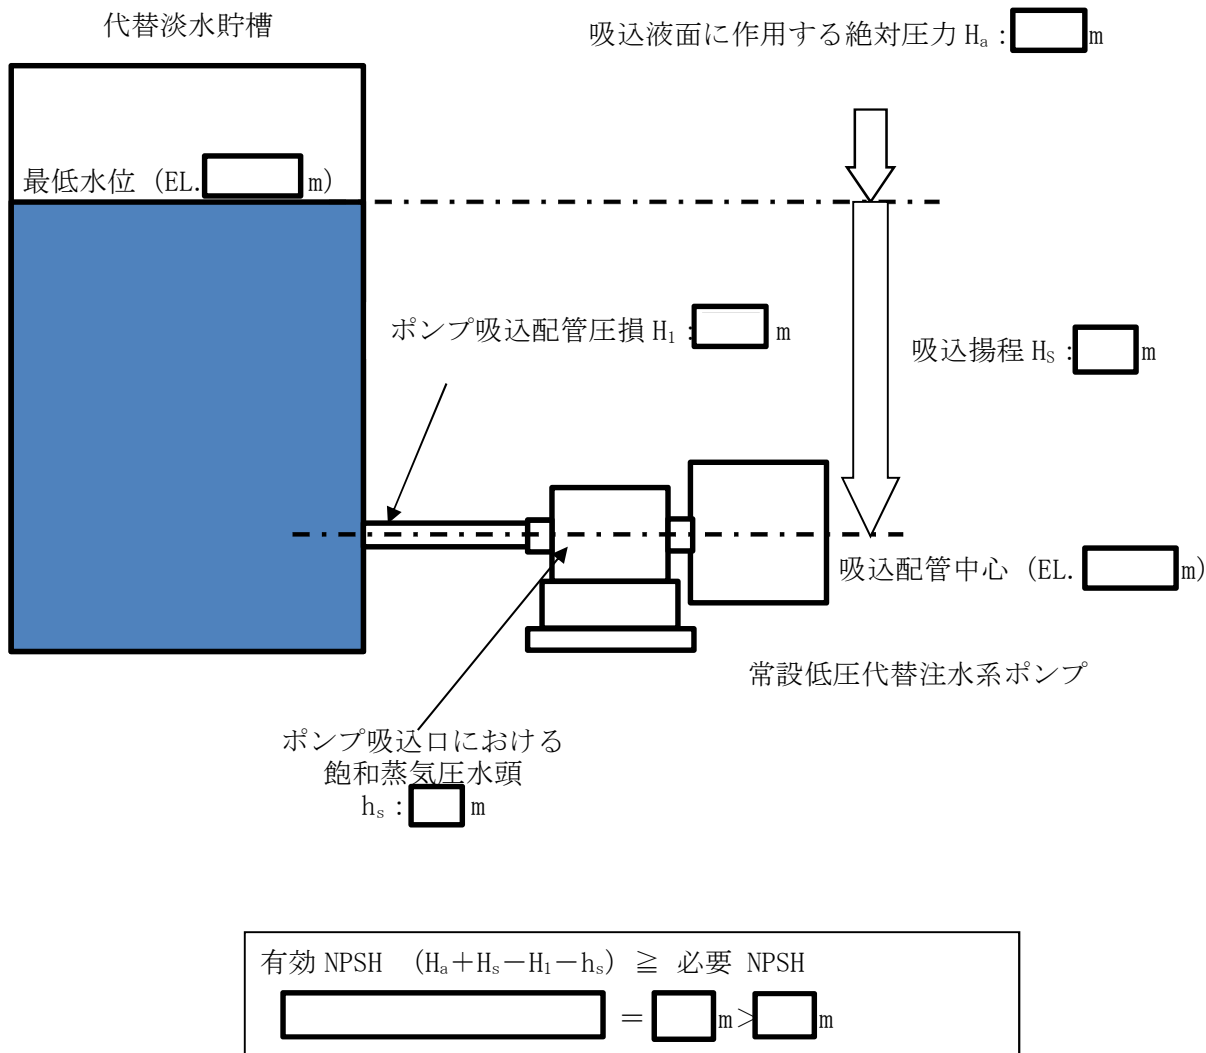 代替淡水貯槽
吸込液面に作用する絶対圧力 Hₐ： m
最低水位 (EL. m)
ポンプ吸込配管圧損 H₁： m
吸込揚程 Hs： m
吸込配管中心 (EL. m)
常設低圧代替注水系ポンプ
ポンプ吸込口における
飽和蒸気圧水頭
hₛ： m
有効 NPSH （Hₐ＋Hₛ－H₁－hₛ） ≧ 必要 NPSH
＝ m＞ m